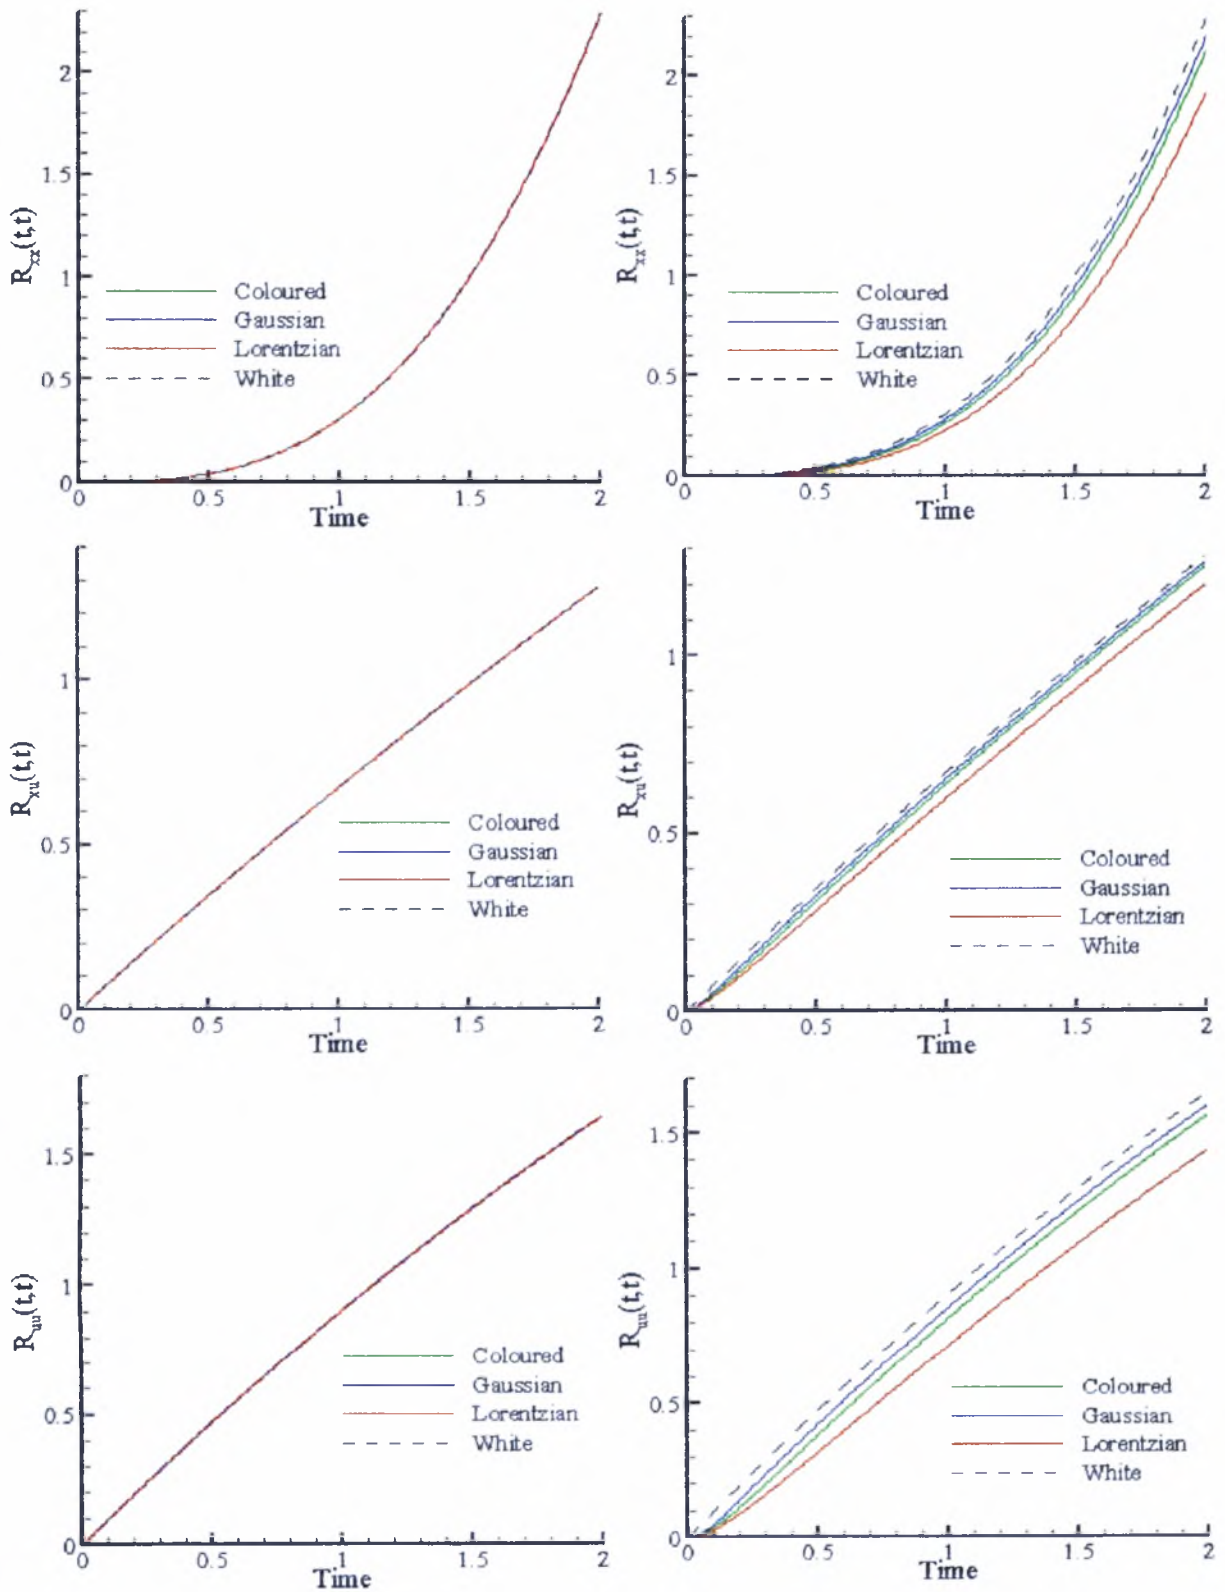 R_xx(t,t)
2
1.5
1
0.5
0
Coloured
Gaussian
Lorentzian
White
0
0.5
1
1.5
2
Time
R_xx(t,t)
2
1.5
1
0.5
0
Coloured
Gaussian
Lorentzian
White
0
0.5
1
1.5
2
Time
R_xu(t,t)
1
0.5
0
Coloured
Gaussian
Lorentzian
White
0
0.5
1
1.5
2
Time
R_xu(t,t)
1
0.5
0
Coloured
Gaussian
Lorentzian
White
0
0.5
1
1.5
2
Time
R_uu(t,t)
1.5
1
0.5
0
Coloured
Gaussian
Lorentzian
White
0
0.5
1
1.5
2
Time
R_uu(t,t)
1.5
1
0.5
0
Coloured
Gaussian
Lorentzian
White
0
0.5
1
1.5
2
Time